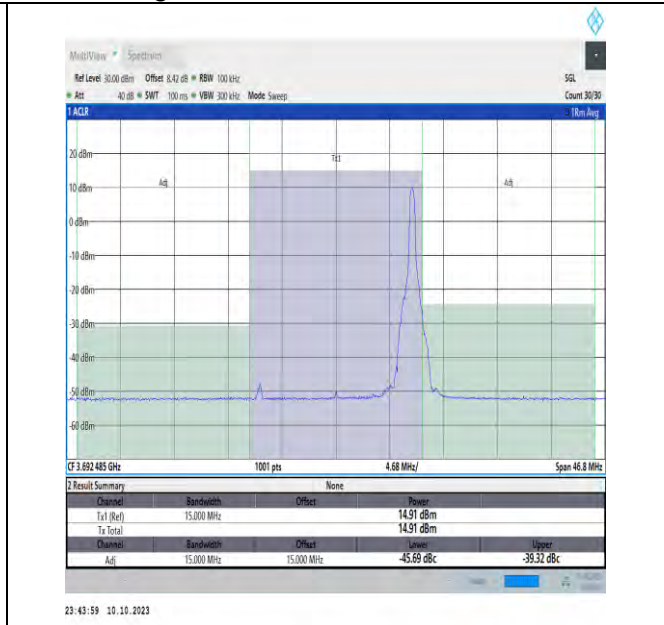 MultiView Spectrum
Ref Level 30.00 dBm Offset 8.42 dB RBW 100 kHz SGL
Att 40 dB SWT 100 ms VBW 300 kHz Mode Sweep Count 30/30
1 ACLR 1Rm Avg
20 dBm
Tx1
10 dBm Adj Adj
0 dBm
-10 dBm
-20 dBm
-30 dBm
-40 dBm
-50 dBm
-60 dBm
CF 3.692 485 GHz 1001 pts 4.68 MHz/ Span 46.8 MHz
2 Result Summary None
Channel Bandwidth Offset Power
Tx1 (Ref) 15.000 MHz 14.91 dBm
Tx Total 14.91 dBm
Channel Bandwidth Offset Lower Upper
Adj 15.000 MHz 15.000 MHz -45.69 dBc -39.32 dBc
23:43:59 10.10.2023